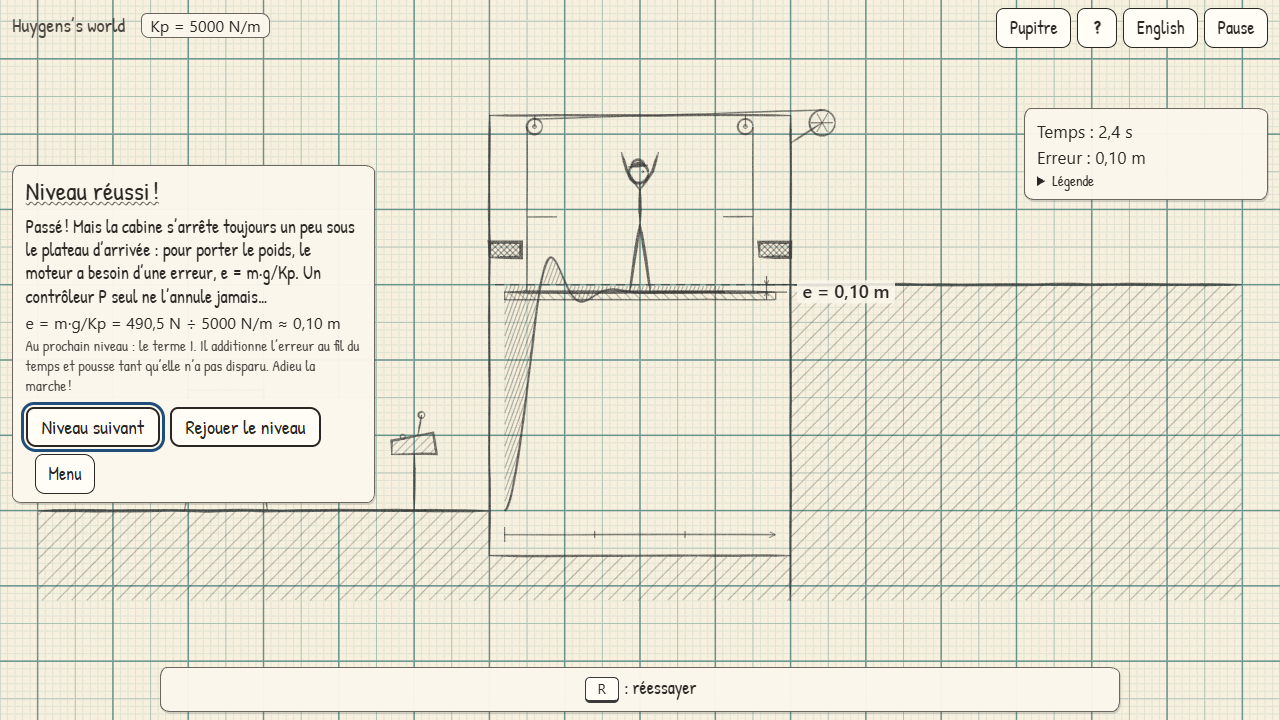 Huygens’s world
Kp = 5000 N/m
Pupitre
?
English
Pause
Temps : 2,4 s
Erreur : 0,10 m
Légende
Niveau réussi !
Passé ! Mais la cabine s’arrête toujours un peu sous
le plateau d’arrivée : pour porter le poids, le
moteur a besoin d’une erreur, e = m·g/Kp. Un
contrôleur P seul ne l’annule jamais…
e = m·g/Kp = 490,5 N ÷ 5000 N/m ≈ 0,10 m
Au prochain niveau : le terme I. Il additionne l’erreur au fil du
temps et pousse tant qu’elle n’a pas disparu. Adieu la
marche !
Niveau suivant
Rejouer le niveau
Menu
e = 0,10 m
R : réessayer